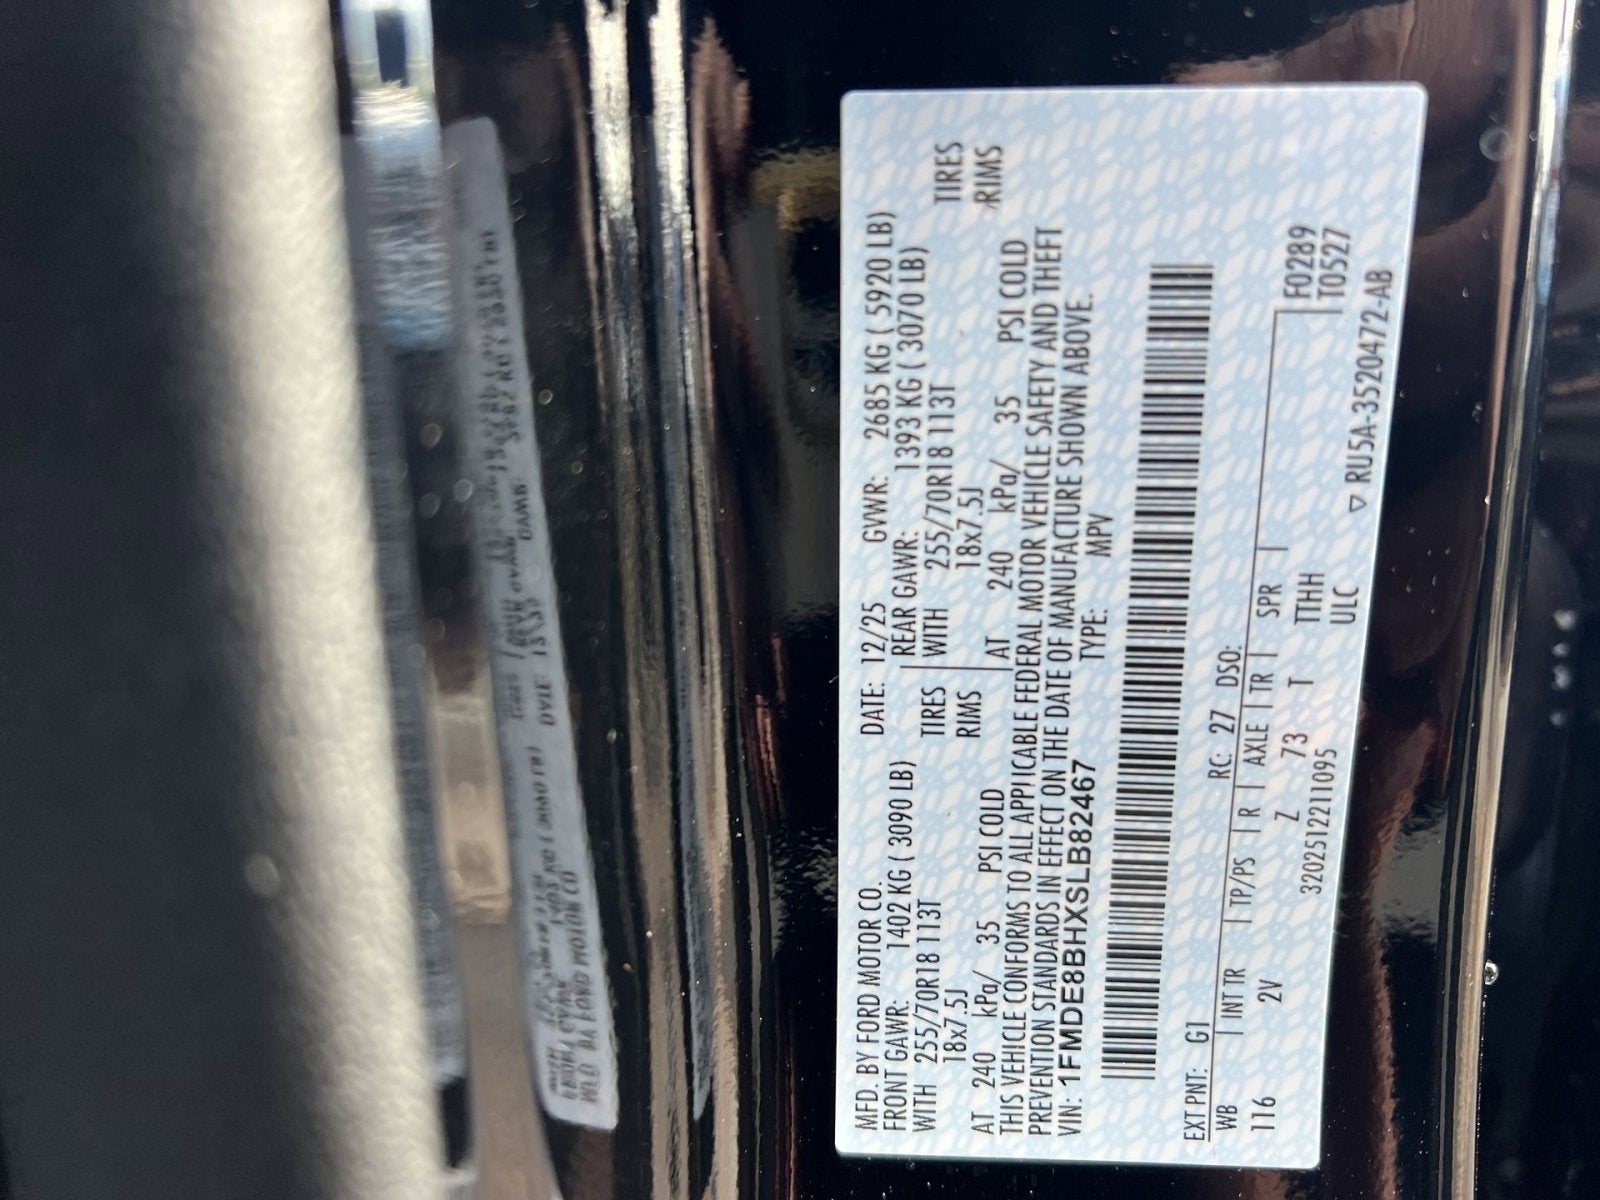 MFD. BY FORD MOTOR CO. DATE: 12/25 GVWR: 2685 KG ( 5920 LB)
FRONT GAWR: 1402 KG ( 3090 LB) REAR GAWR: 1393 KG ( 3070 LB)
WITH 255/70R18 113T TIRES WITH 255/70R18 113T TIRES
18x7.5J RIMS 18x7.5J RIMS
AT 240 kPa/ 35 PSI COLD AT 240 kPa/ 35 PSI COLD
THIS VEHICLE CONFORMS TO ALL APPLICABLE FEDERAL MOTOR VEHICLE SAFETY AND THEFT
PREVENTION STANDARDS IN EFFECT ON THE DATE OF MANUFACTURE SHOWN ABOVE.
VIN: 1FMDE8BHXSLB82467 TYPE: MPV
EXT PNT: G1 RC: 27 DSO:
WB INT TR TP/PS R AXLE TR SPR F0289
116 2V Z 73 T TTHH T0527
320251221109​5 ULC
▽ RU5A-3520472-AB